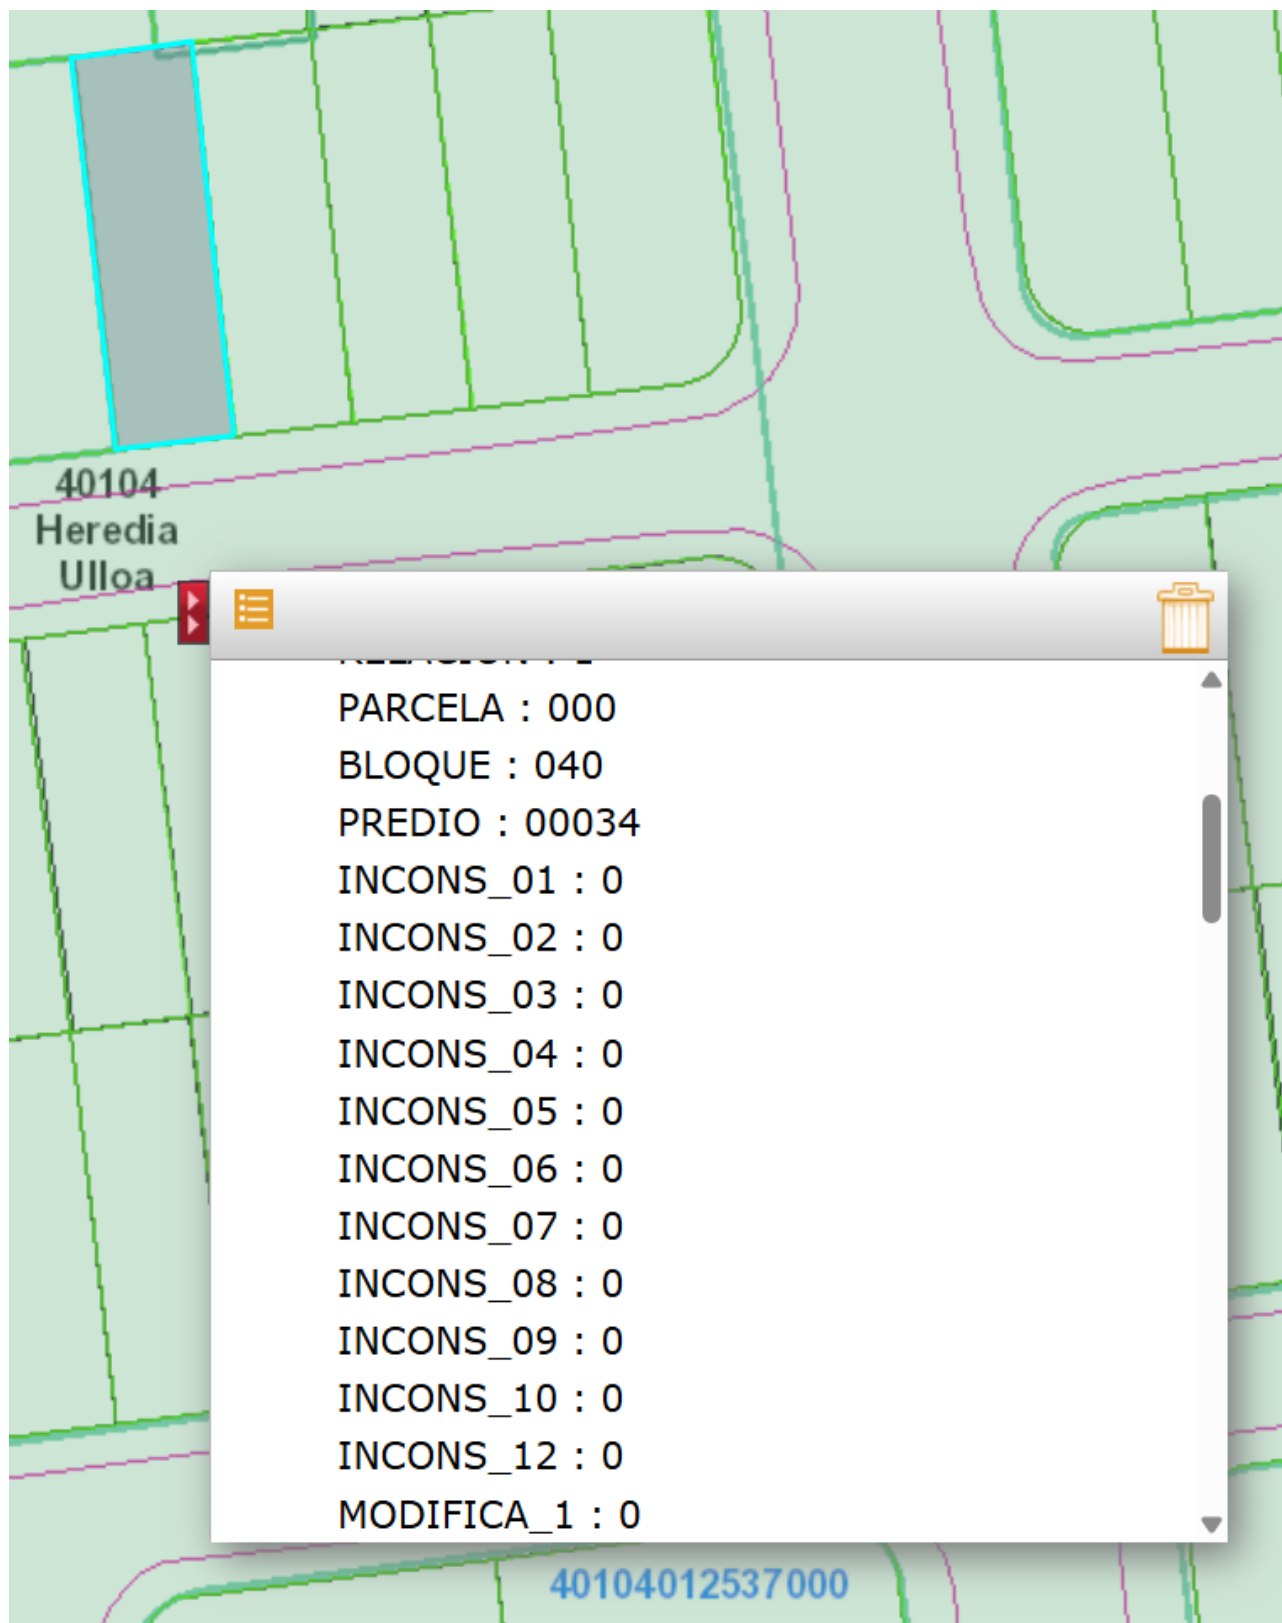 40104
Heredia
Ulloa
PARCELA : 000
BLOQUE : 040
PREDIO : 00034
INCONS_01 : 0
INCONS_02 : 0
INCONS_03 : 0
INCONS_04 : 0
INCONS_05 : 0
INCONS_06 : 0
INCONS_07 : 0
INCONS_08 : 0
INCONS_09 : 0
INCONS_10 : 0
INCONS_12 : 0
MODIFICA_1 : 0
40104012537000